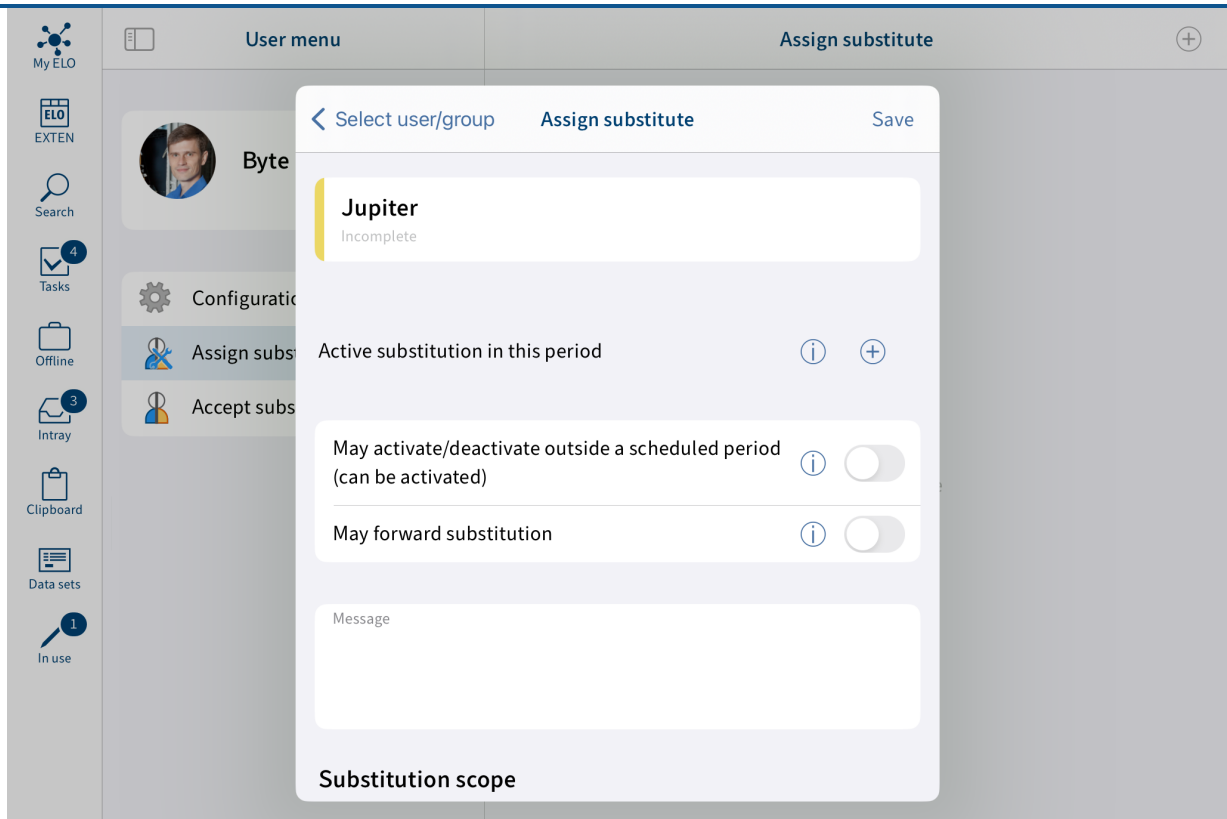 My ELO
ELO
EXTEN
Search
4
Tasks
Offline
3
Intray
Clipboard
Data sets
1
In use
User menu
Assign substitute
Byte
Configuratio
Assign subst
Accept subs
Select user/group
Assign substitute
Save
Jupiter
Incomplete
Active substitution in this period
May activate/deactivate outside a scheduled period
(can be activated)
May forward substitution
Message
Substitution scope